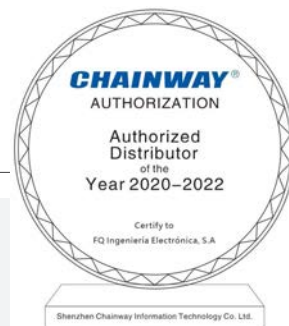 CHAINWAY®
AUTHORIZATION
Authorized
Distributor
of the
Year 2020–2022
Certify to
FQ Ingeniería Electrónica, S.A
Shenzhen Chainway Information Technology Co. Ltd.